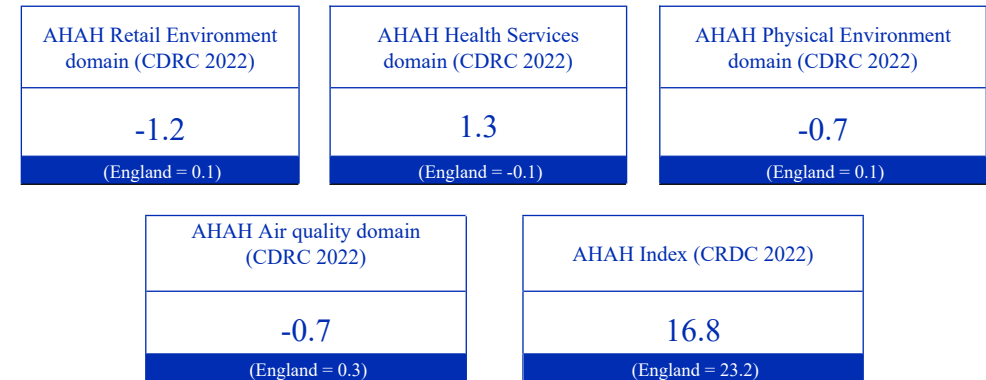 AHAH Retail Environment
domain (CDRC 2022)
-1.2
(England = 0.1)
AHAH Health Services
domain (CDRC 2022)
1.3
(England = -0.1)
AHAH Physical Environment
domain (CDRC 2022)
-0.7
(England = 0.1)
AHAH Air quality domain
(CDRC 2022)
-0.7
(England = 0.3)
AHAH Index (CRDC 2022)
16.8
(England = 23.2)